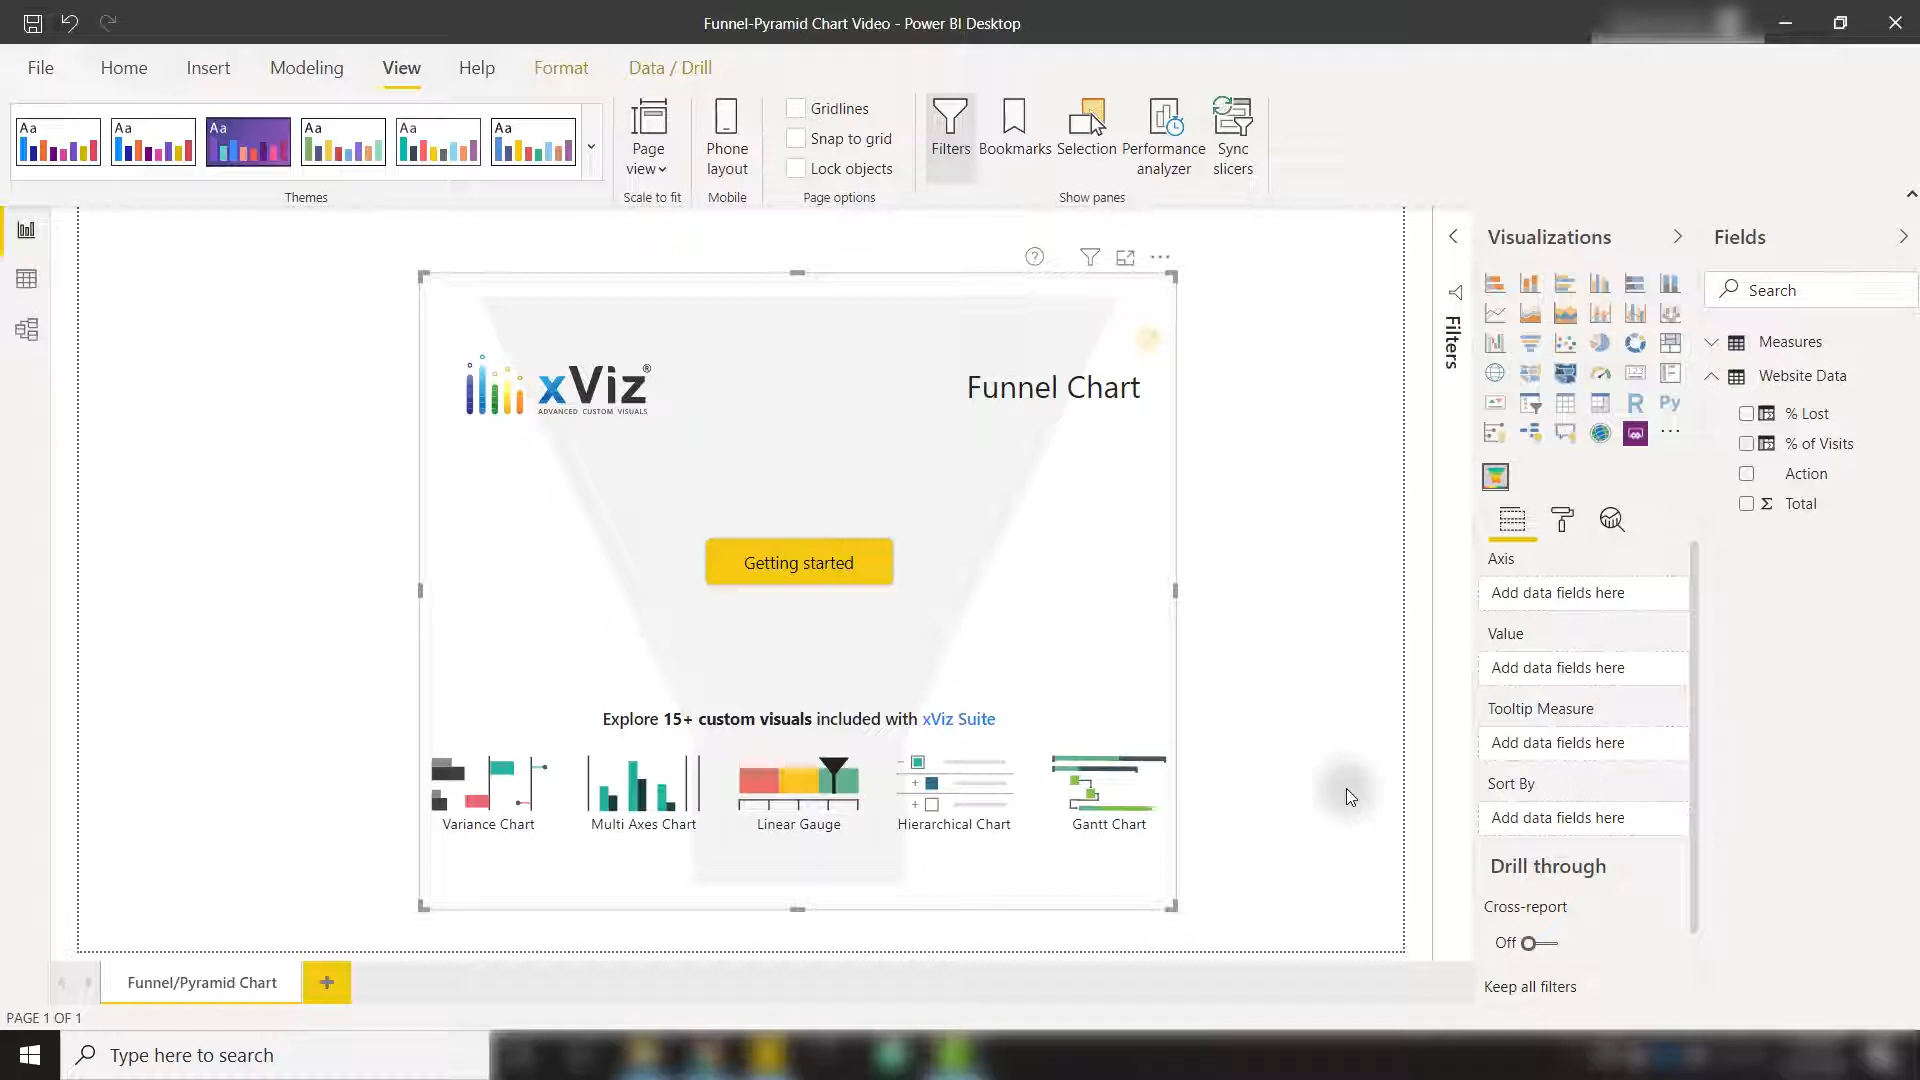 Funnel-Pyramid Chart Video - Power BI Desktop
File Home Insert Modeling View Help Format Data / Drill
Aa Aa Aa Aa Aa Aa
Themes
Page view
Scale to fit
Phone layout
Mobile
Gridlines
Snap to grid
Lock objects
Page options
Filters
Bookmarks
Selection
Performance analyzer
Sync slicers
Show panes
xViz®
ADVANCED CUSTOM VISUALS
Funnel Chart
Getting started
Explore 15+ custom visuals included with xViz Suite
Variance Chart
Multi Axes Chart
Linear Gauge
Hierarchical Chart
Gantt Chart
Filters
Visualizations
123
R
Py
Axis
Add data fields here
Value
Add data fields here
Tooltip Measure
Add data fields here
Sort By
Add data fields here
Drill through
Cross-report
Off
Keep all filters
Fields
Search
Measures
Website Data
% Lost
% of Visits
Action
Σ Total
Funnel/Pyramid Chart
PAGE 1 OF 1
Type here to search